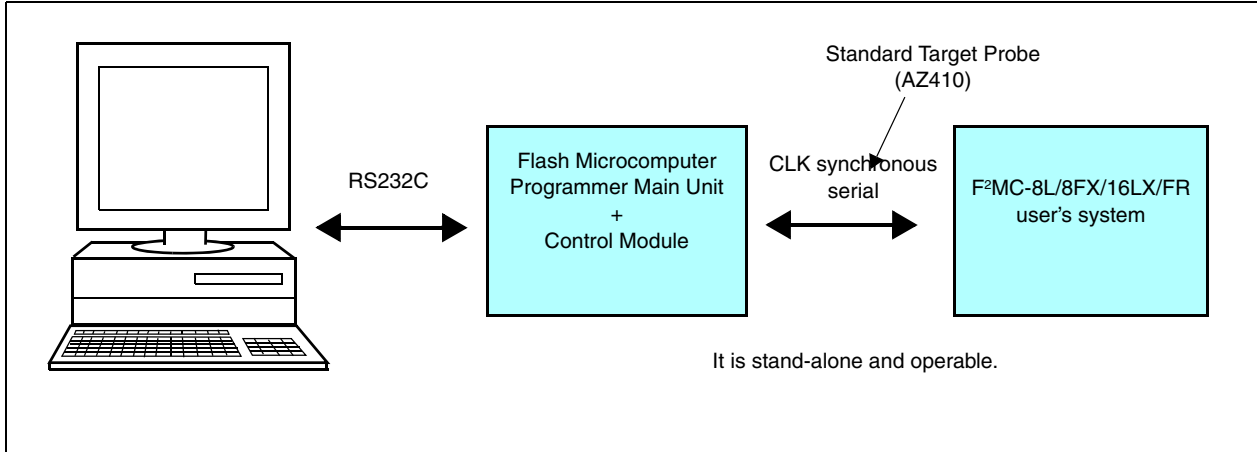 Standard Target Probe
(AZ410)
RS232C
Flash Microcomputer
Programmer Main Unit
+
Control Module
CLK synchronous
serial
F²MC-8L/8FX/16LX/FR
user's system
It is stand-alone and operable.